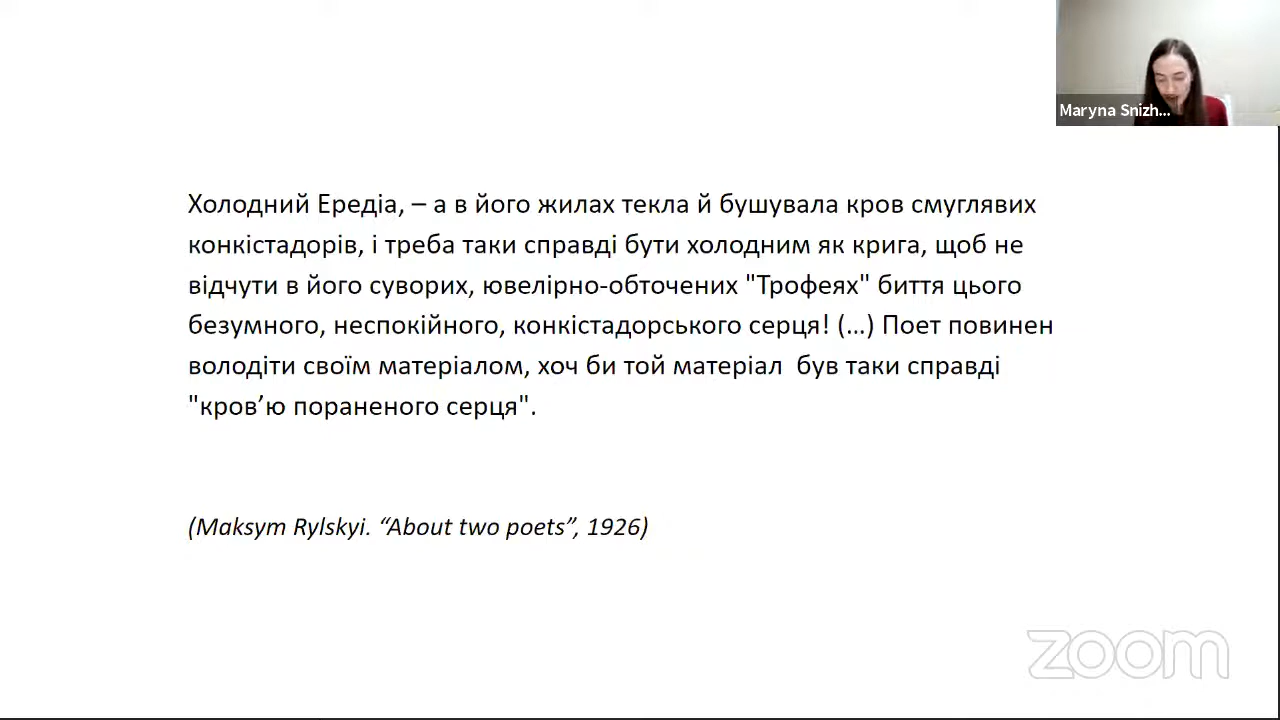 Maryna Snizh...
Холодний Ередіа, – а в його жилах текла й бушувала кров смуглявих
конкістадорів, і треба таки справді бути холодним як крига, щоб не
відчути в його суворих, ювелірно-обточених "Трофеях" биття цього
безумного, неспокійного, конкістадорського серця! (…) Поет повинен
володіти своїм матеріалом, хоч би той матеріал  був таки справді
"кров’ю пораненого серця".
(Maksym Rylskyi. “About two poets”, 1926)
zoom